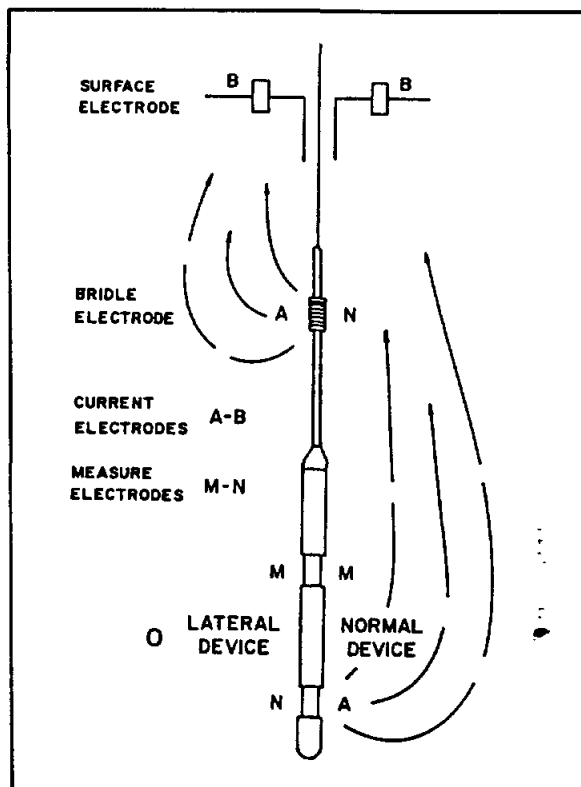 B
B
SURFACE
ELECTRODE
BRIDLE
ELECTRODE
A
N
CURRENT
ELECTRODES
A-B
MEASURE
ELECTRODES
M-N
M
M
O
LATERAL
DEVICE
NORMAL
DEVICE
N
A